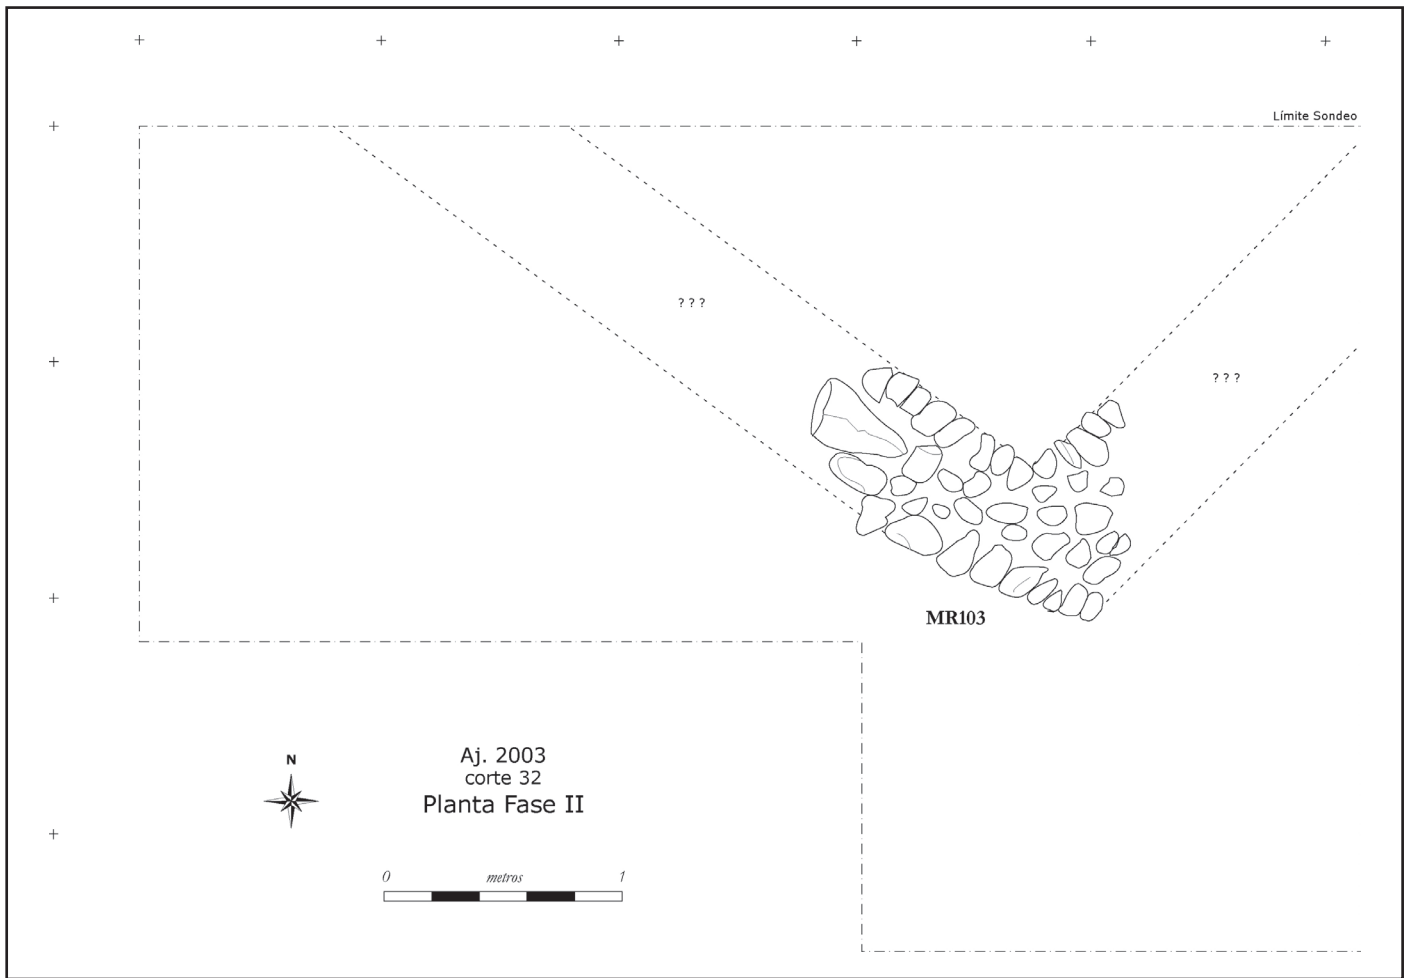 Límite Sondeo
? ? ?
? ? ?
MR103
N
Aj. 2003
corte 32
Planta Fase II
0 metros 1